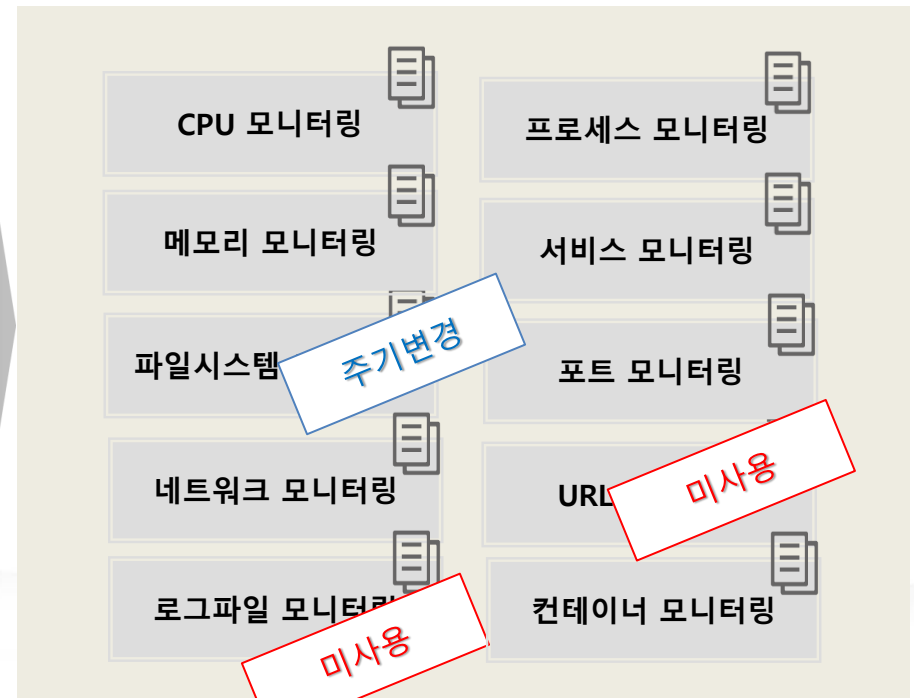 CPU 모니터링
프로세스 모니터링
메모리 모니터링
서비스 모니터링
파일시스템
주기변경
포트 모니터링
네트워크 모니터링
URL
미사용
로그파일 모니터링
미사용
컨테이너 모니터링